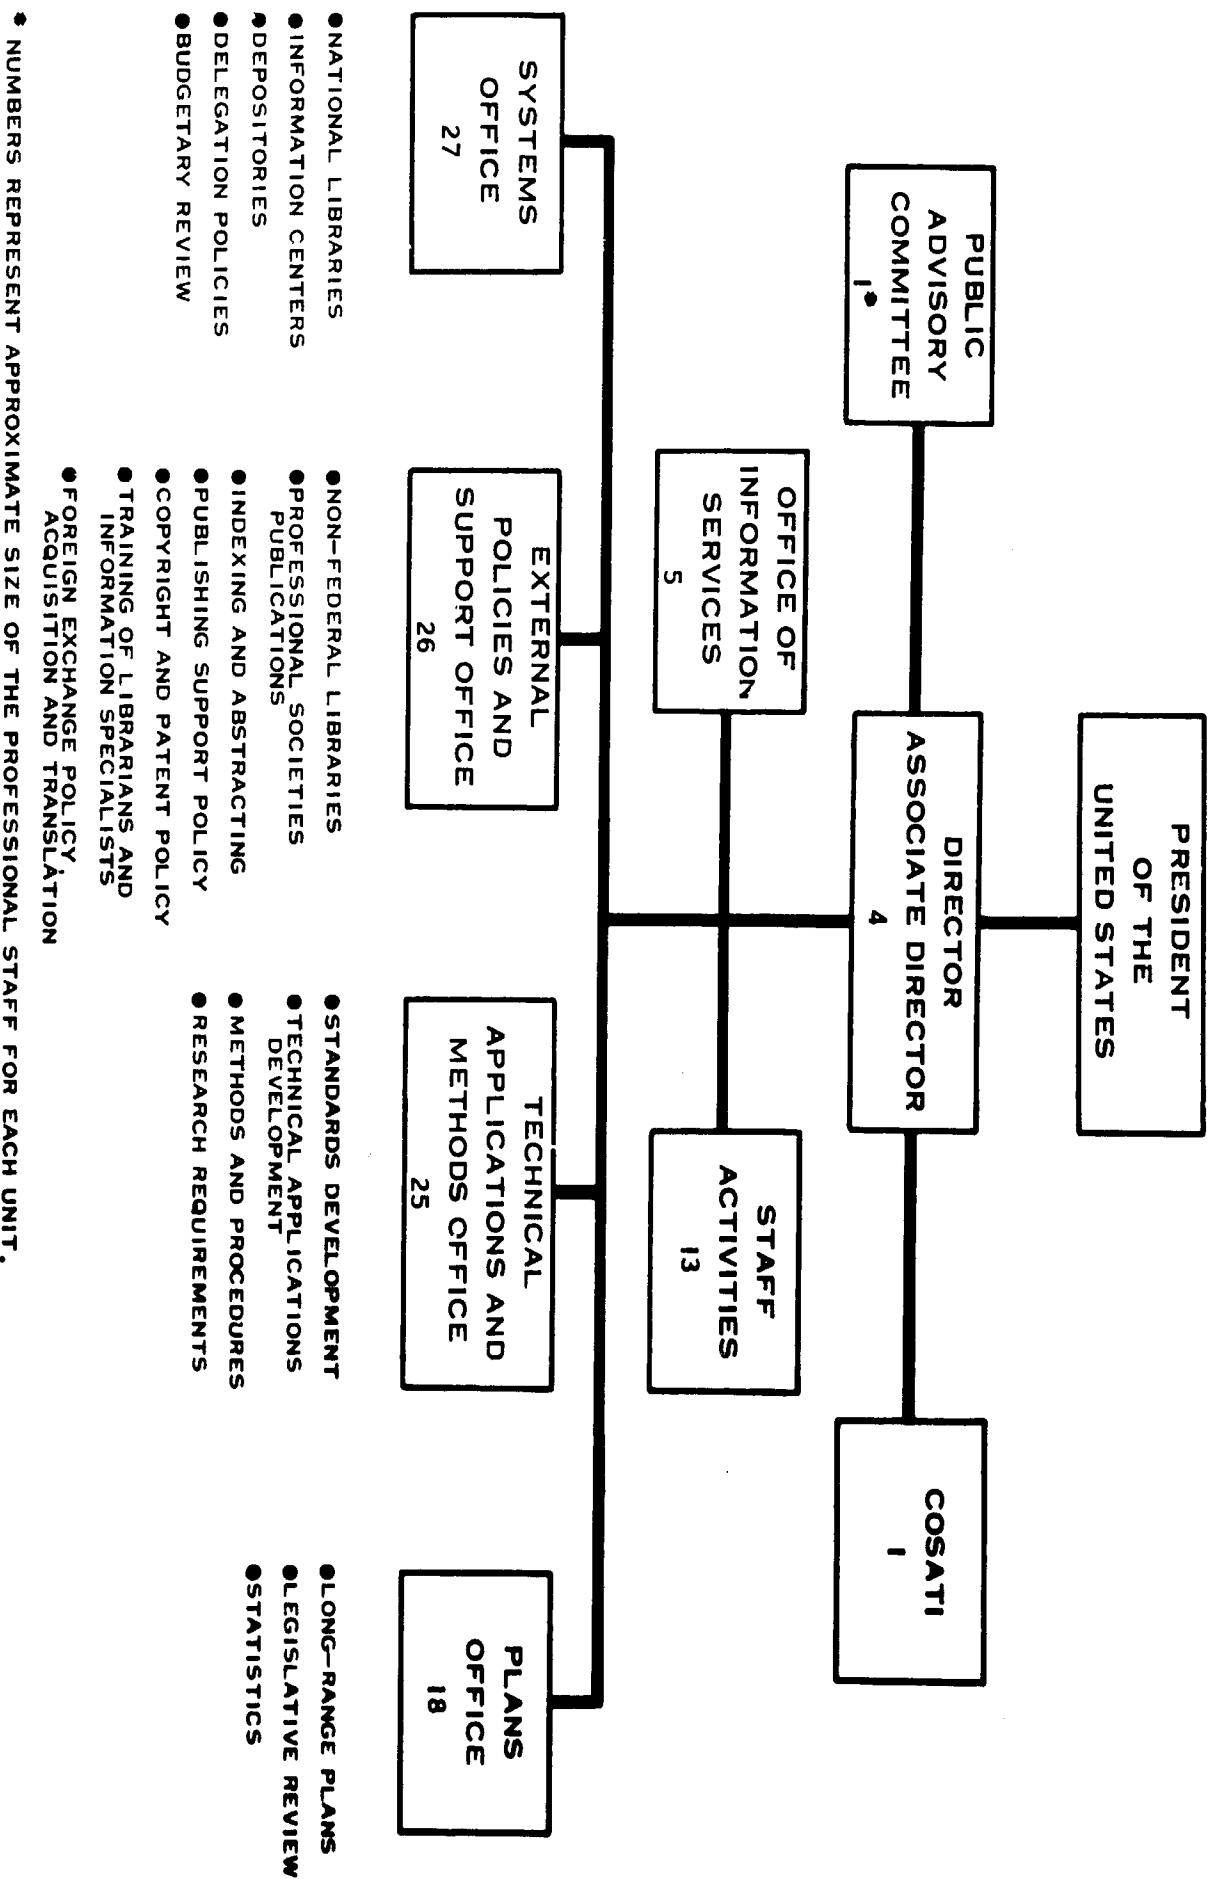 PRESIDENT
OF THE
UNITED STATES
PUBLIC
ADVISORY
COMMITTEE
1*
DIRECTOR
ASSOCIATE DIRECTOR
4
COSATI
1
OFFICE OF
INFORMATION
SERVICES
5
STAFF
ACTIVITIES
13
SYSTEMS
OFFICE
27
●NATIONAL LIBRARIES
●INFORMATION CENTERS
●DEPOSITORIES
●DELEGATION POLICIES
●BUDGETARY REVIEW
EXTERNAL
POLICIES AND
SUPPORT OFFICE
26
●NON-FEDERAL LIBRARIES
●PROFESSIONAL SOCIETIES
PUBLICATIONS
●INDEXING AND ABSTRACTING
●PUBLISHING SUPPORT POLICY
●COPYRIGHT AND PATENT POLICY
●TRAINING OF LIBRARIANS AND
INFORMATION SPECIALISTS
●FOREIGN EXCHANGE POLICY,
ACQUISITION AND TRANSLATION
TECHNICAL
APPLICATIONS AND
METHODS OFFICE
25
●STANDARDS DEVELOPMENT
●TECHNICAL APPLICATIONS
DEVELOPMENT
●METHODS AND PROCEDURES
●RESEARCH REQUIREMENTS
PLANS
OFFICE
18
●LONG-RANGE PLANS
●LEGISLATIVE REVIEW
●STATISTICS
* NUMBERS REPRESENT APPROXIMATE SIZE OF THE PROFESSIONAL STAFF FOR EACH UNIT.